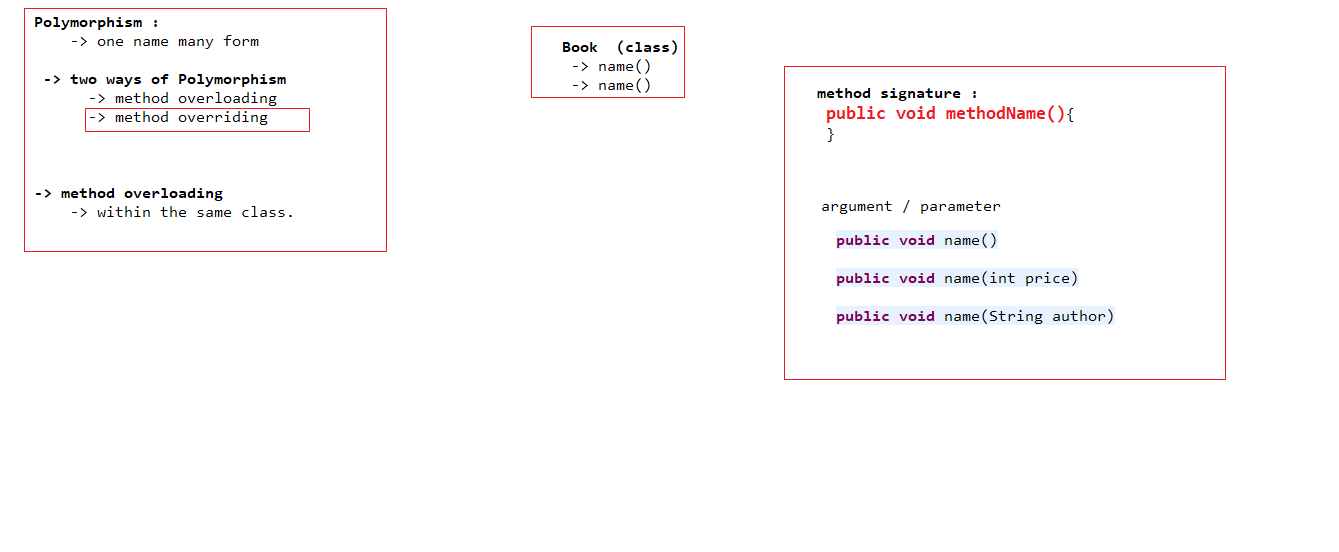 Polymorphism :
-> one name many form
-> two ways of Polymorphism
-> method overloading
-> method overriding
-> method overloading
-> within the same class.
Book (class)
-> name()
-> name()
method signature :
public void methodName(){
}
argument / parameter
public void name()
public void name(int price)
public void name(String author)